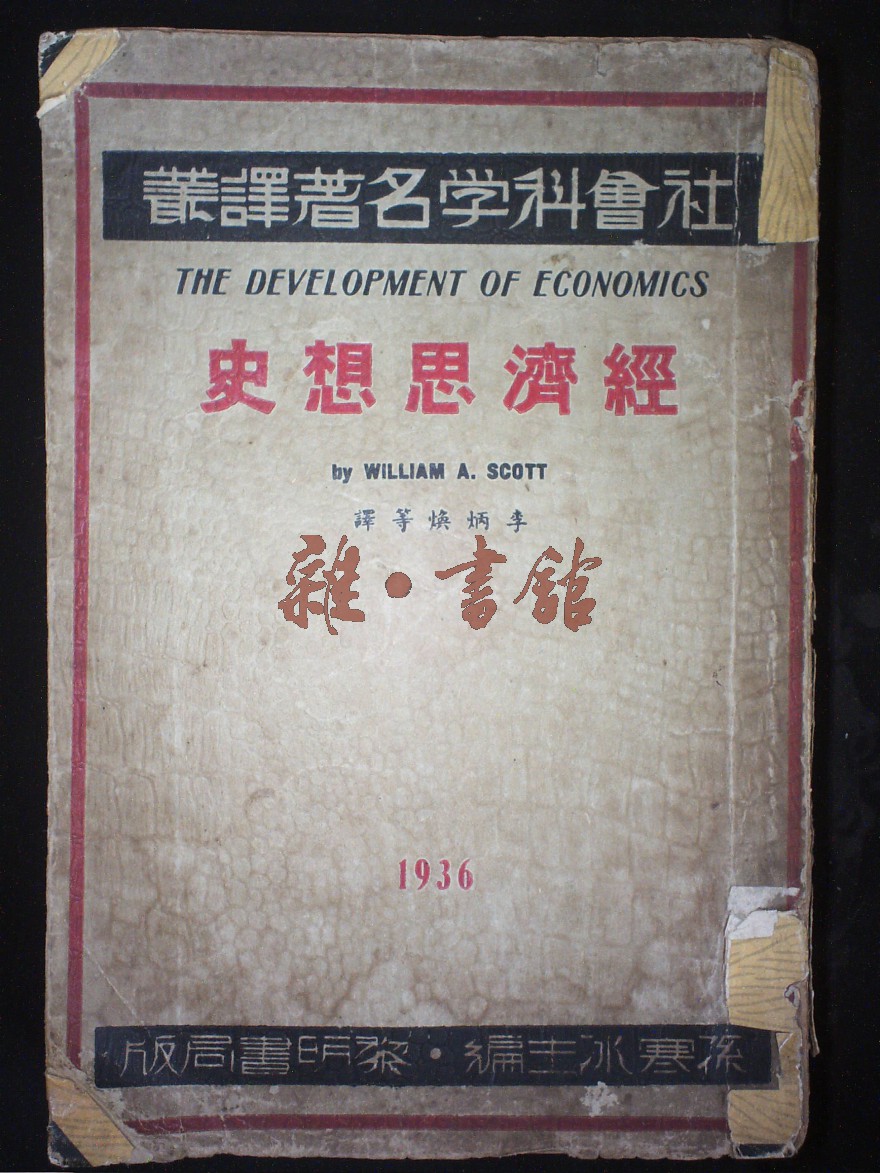 社會科学名著譯叢
THE DEVELOPMENT OF ECONOMICS
經濟思想史
by WILLIAM A. SCOTT
李炳煥等譯
雜•書館
1936
孫寒冰主編•黎明書局版